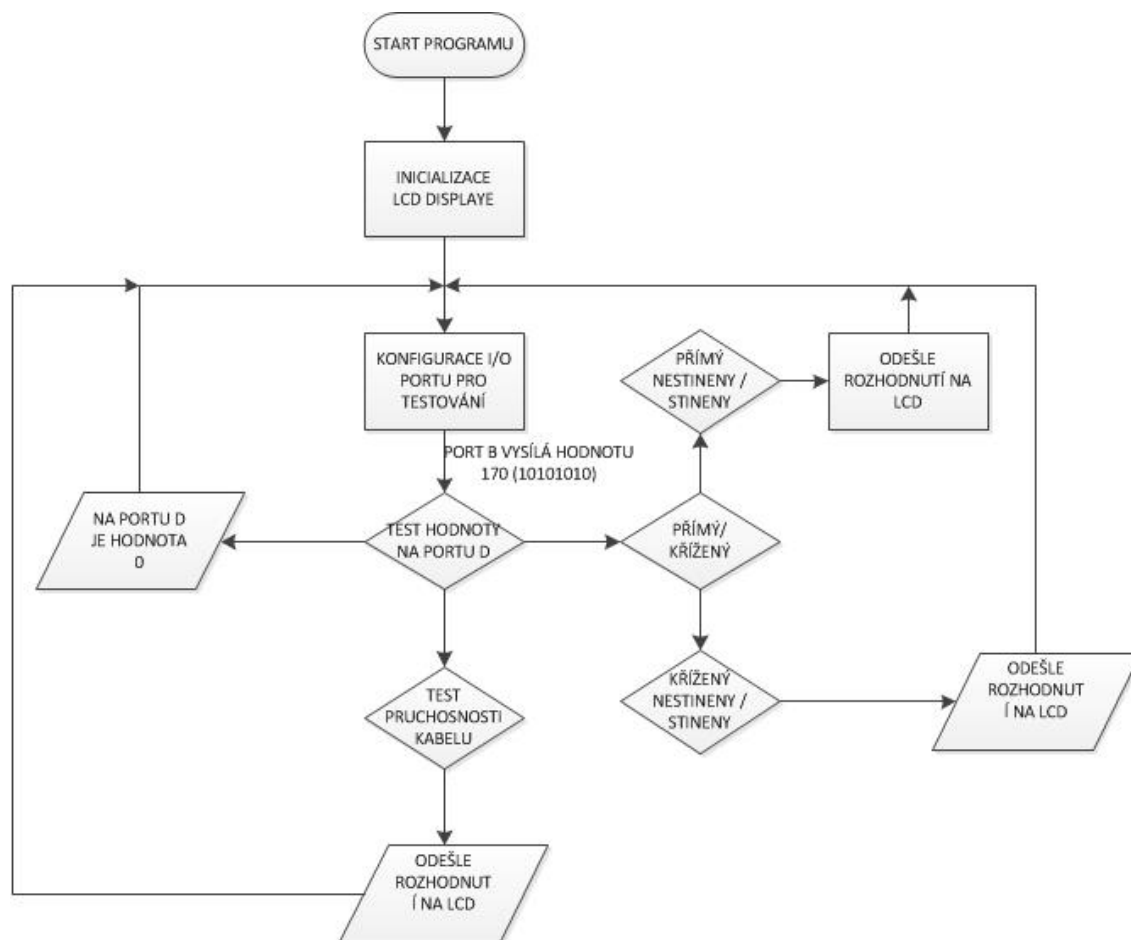 START PROGRAMU
INICIALIZACE
LCD DISPLAYE
KONFIGURACE I/O
PORTU PRO
TESTOVÁNÍ
PŘÍMÝ
NESTINENY /
STINENY
ODEŠLE
ROZHODNUTÍ NA
LCD
PORT B VYSÍLÁ HODNOTU
170 (10101010)
NA PORTU D
JE HODNOTA
0
TEST HODNOTY
NA PORTU D
PŘÍMÝ/
KŘÍŽENÝ
TEST
PRUCHOSNOSTI
KABELU
KŘÍŽENÝ
NESTINENY /
STINENY
ODEŠLE
ROZHODNUT
Í NA LCD
ODEŠLE
ROZHODNUT
Í NA LCD